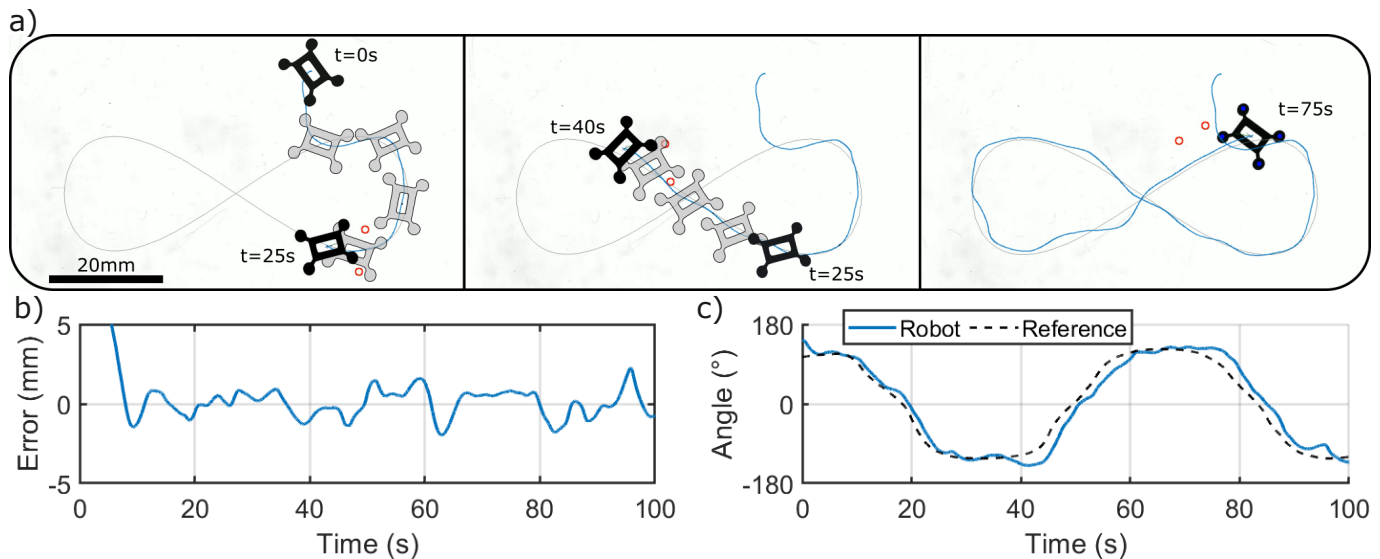 a)
t=0s
t=25s
20mm
t=40s
t=25s
t=75s
b)
5
0
-5
Error (mm)
0 20 40 60 80 100
Time (s)
c)
Robot Reference
180
0
-180
Angle (°)
0 20 40 60 80 100
Time (s)